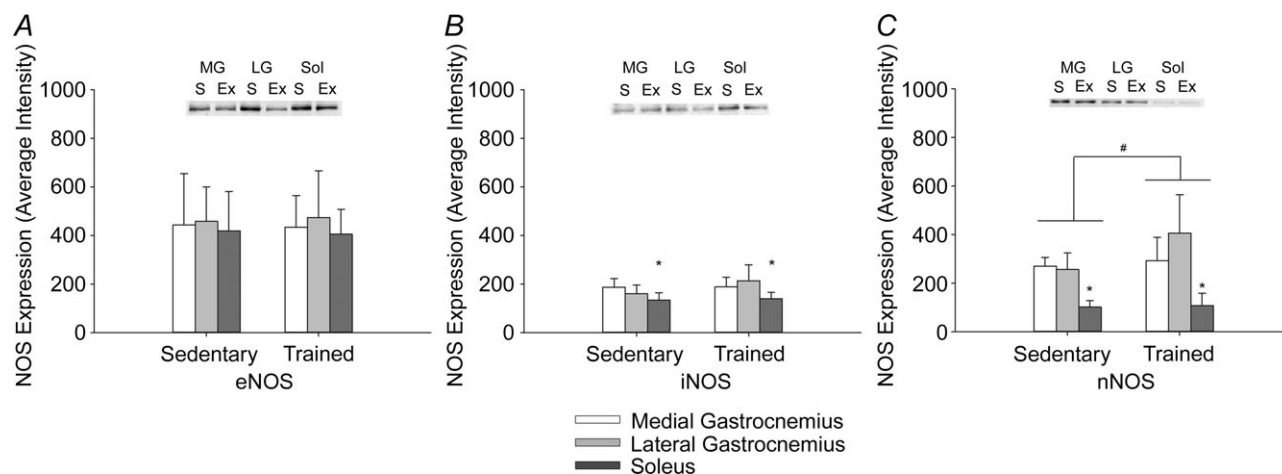 A
MG LG Sol
S Ex S Ex S Ex
NOS Expression (Average Intensity)
1000
800
600
400
200
0
Sedentary Trained
eNOS
B
MG LG Sol
S Ex S Ex S Ex
NOS Expression (Average Intensity)
1000
800
600
400
200
0
* *
Sedentary Trained
iNOS
C
MG LG Sol
S Ex S Ex S Ex
NOS Expression (Average Intensity)
1000
800
600
400
200
0
#
* *
Sedentary Trained
nNOS
Medial Gastrocnemius
Lateral Gastrocnemius
Soleus